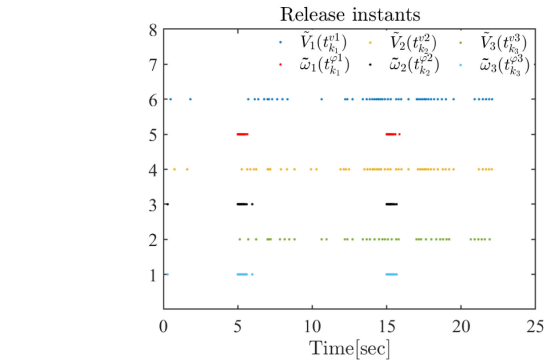 Release instants
Ṽ₁(t^{v1}_{k₁}) Ṽ₂(t^{v2}_{k₂}) Ṽ₃(t^{v3}_{k₃})
ω̃₁(t^{φ1}_{k₁}) ω̃₂(t^{φ2}_{k₂}) ω̃₃(t^{φ3}_{k₃})
8
7
6
5
4
3
2
1
0 5 10 15 20 25
Time[sec]